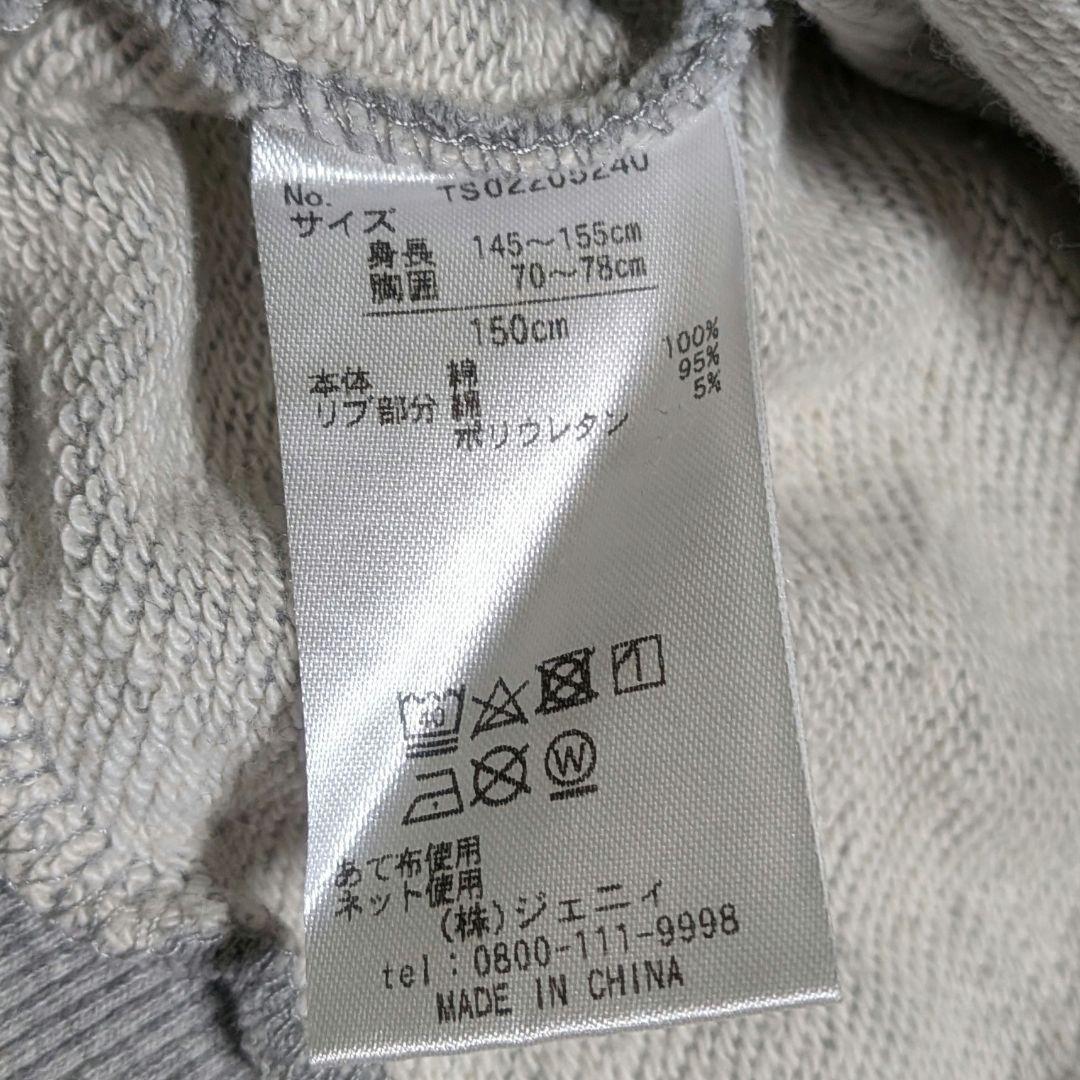 No. TS02205240
サイズ
身長 145～155cm
胸囲 70～78cm
150cm
本体 綿 100%
リブ部分 綿 95%
ポリウレタン 5%
40
W
あて布使用
ネット使用
(株)ジェニィ
tel:0800-111-9998
MADE IN CHINA